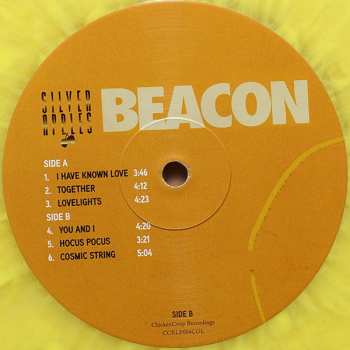 SILVER
APPLES
BEACON
SIDE A
1. I HAVE KNOWN LOVE 3:46
2. TOGETHER 4:12
3. LOVELIGHTS 4:23
SIDE B
4. YOU AND I 4:20
5. HOCUS POCUS 3:21
6. COSMIC STRING 5:04
SIDE B
ChickenCoop Recordings